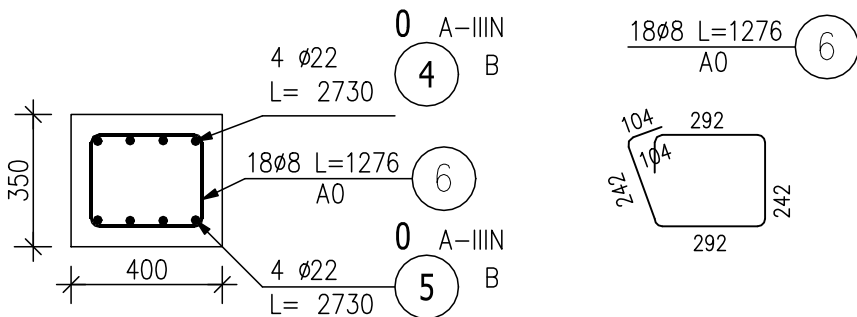 0 A-IIIN
4 ø22
4
B
L= 2730
350
18ø8 L=1276
6
A0
0 A-IIIN
4 ø22
5
B
L= 2730
400
18ø8 L=1276
6
A0
104
292
104
242
242
292